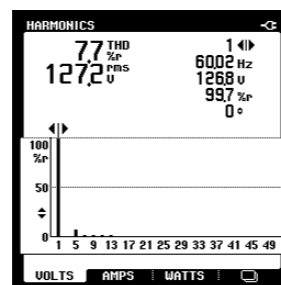 HARMONICS
7.7 THD %r
127.2 rms V
1
60.02 Hz
126.8 V
99.7 %r
0 °
100
%r
50
0
1 5 9 13 17 21 25 29 33 37 41 45 49
VOLTS AMPS WATTS